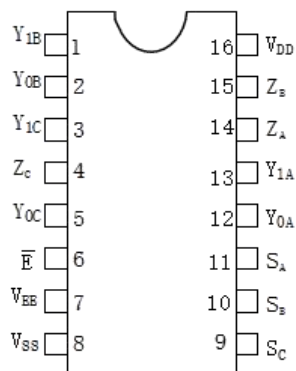 Y1B 1 16 VDD
Y0B 2 15 ZB
Y1C 3 14 ZA
ZC 4 13 Y1A
Y0C 5 12 Y0A
E̅ 6 11 SA
VEE 7 10 SB
VSS 8 9 SC